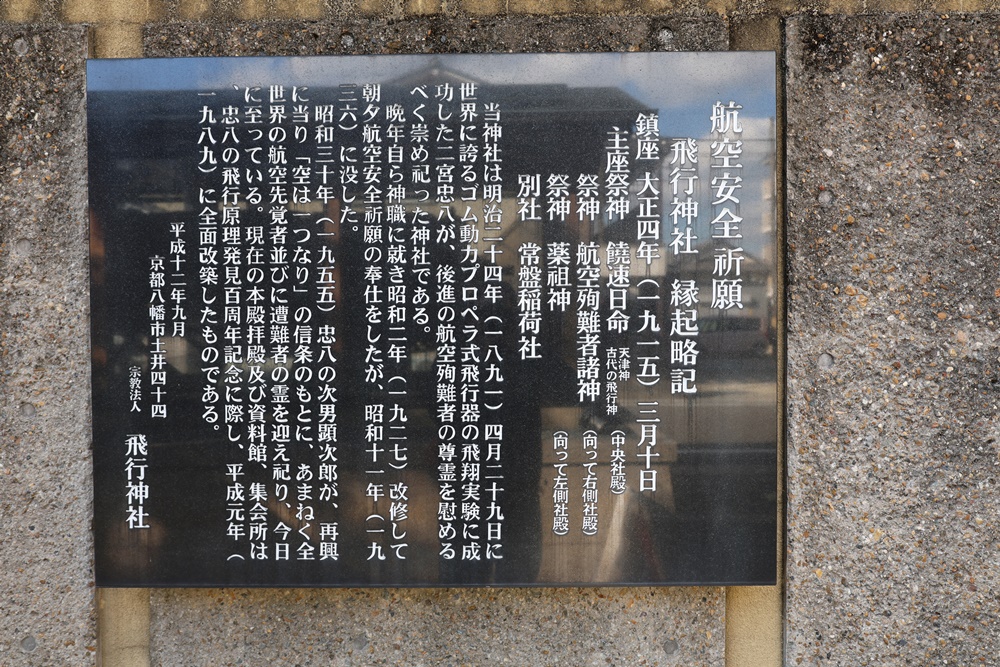 航空安全祈願
飛行神社 縁起略記
鎮座 大正四年(一九一五)三月十日
主座祭神 饒速日命 天津神 古代の飛行神 (中央社殿)
祭神 航空殉難者諸神 (向って右側社殿)
祭神 薬祖神 (向って左側社殿)
別社 常盤稲荷社
当神社は明治二十四年(一八九一)四月二十九日に
世界に誇るゴム動力プロペラ式飛行器の飛翔実験に成
功した二宮忠八が、後進の航空殉難者の尊霊を慰める
べく崇め祀った神社である。
晩年自ら神職に就き昭和二年(一九二七)改修して
朝夕航空安全祈願の奉仕をしたが、昭和十一年(一九
三六)に没した。
昭和三十年(一九五五)忠八の次男顕次郎が、再興
に当り「空は一つなり」の信条のもとに、あまねく全
世界の航空先覚者並びに遭難者の霊を迎え祀り、今日
に至っている。現在の本殿拝殿及び資料館、集会所は
、忠八の飛行原理発見百周年記念に際し、平成元年(
一九八九)に全面改築したものである。
平成十二年九月
京都八幡市土井四十四
宗教法人 飛行神社